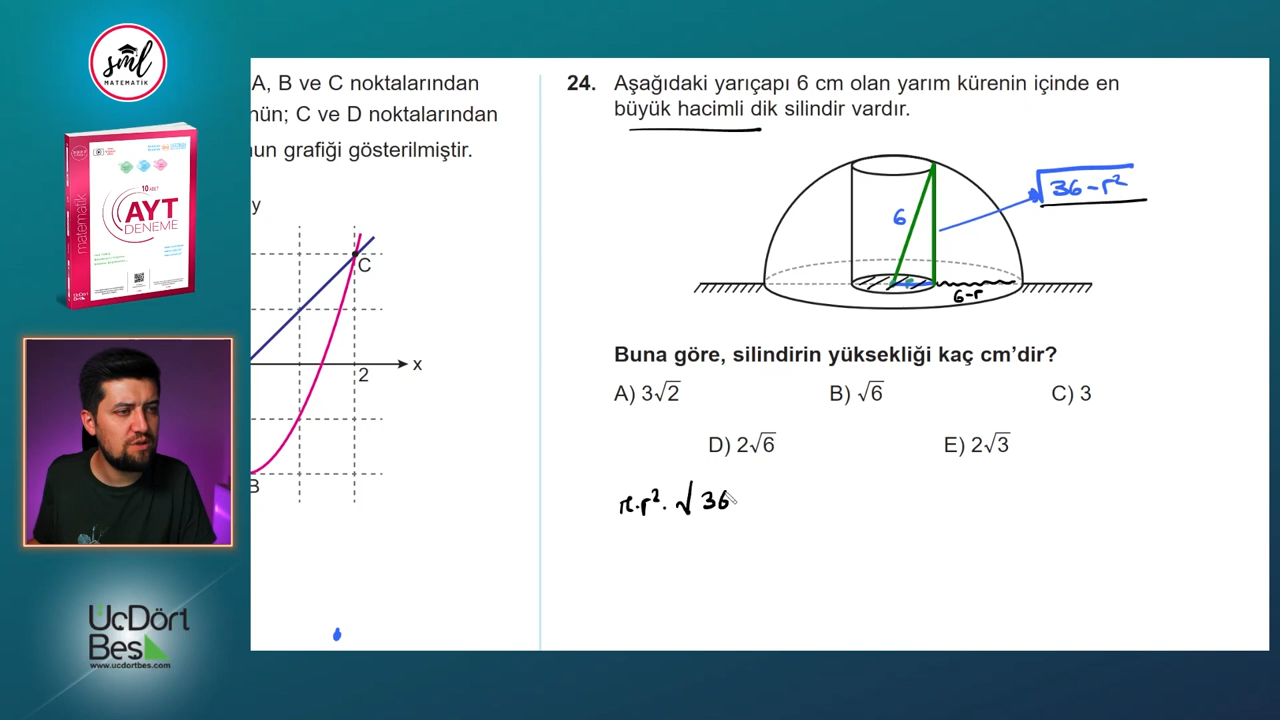 sml
MATEMATİK
matematik
10 ADET
AYT
DENEME
ÜçDört
Beş
www.ucdortbes.com
A, B ve C noktalarından
nün; C ve D noktalarından
un grafiği gösterilmiştir.
y
C
x
2
B
24. Aşağıdaki yarıçapı 6 cm olan yarım kürenin içinde en
büyük hacimli dik silindir vardır.
√36-r²
6
6-r
Buna göre, silindirin yüksekliği kaç cm’dir?
A) 3√2 B) √6 C) 3
D) 2√6 E) 2√3
π.r². √36